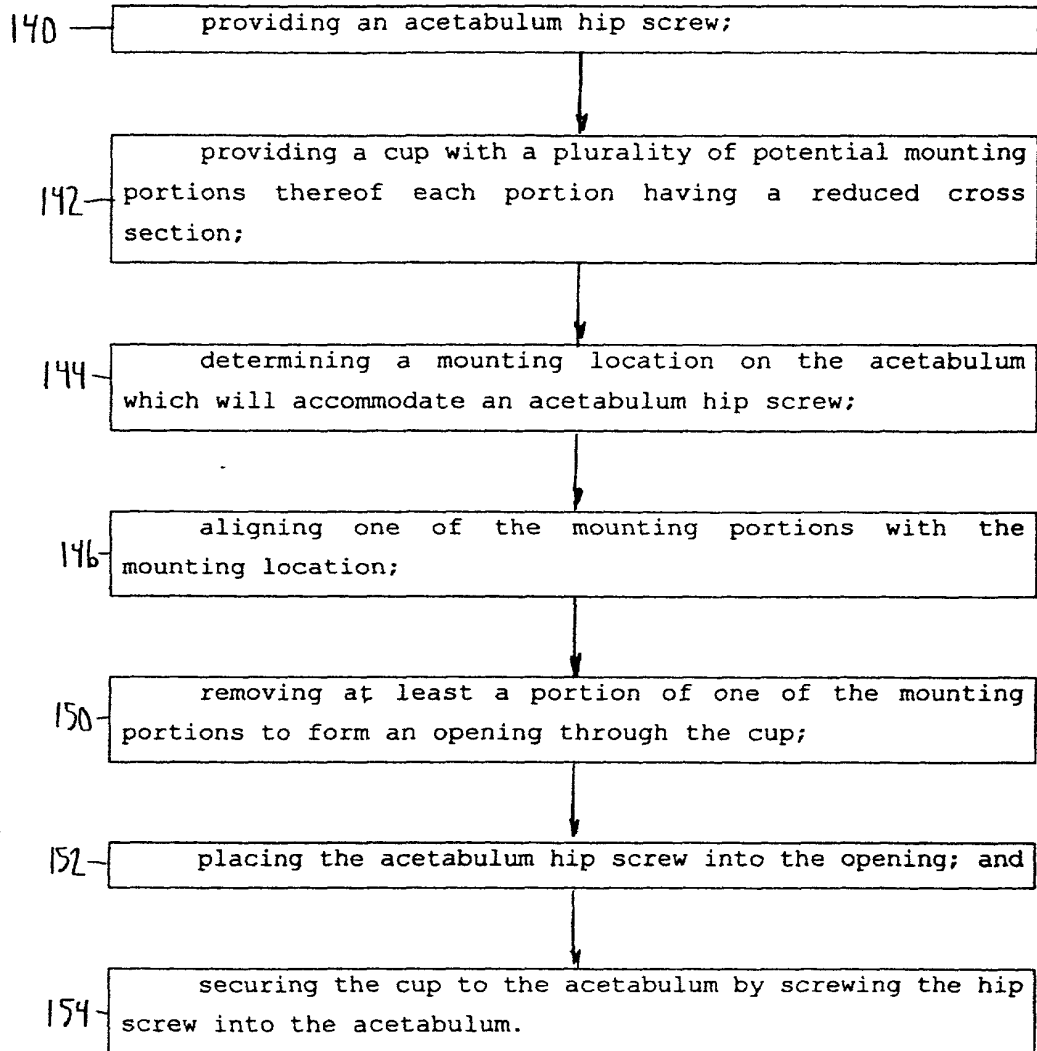 140 providing an acetabulum hip screw;
providing a cup with a plurality of potential mounting
142 portions thereof each portion having a reduced cross
section;
144 determining a mounting location on the acetabulum
which will accommodate an acetabulum hip screw;
aligning one of the mounting portions with the
146 mounting location;
removing at least a portion of one of the mounting
150 portions to form an opening through the cup;
152 placing the acetabulum hip screw into the opening; and
securing the cup to the acetabulum by screwing the hip
154 screw into the acetabulum.